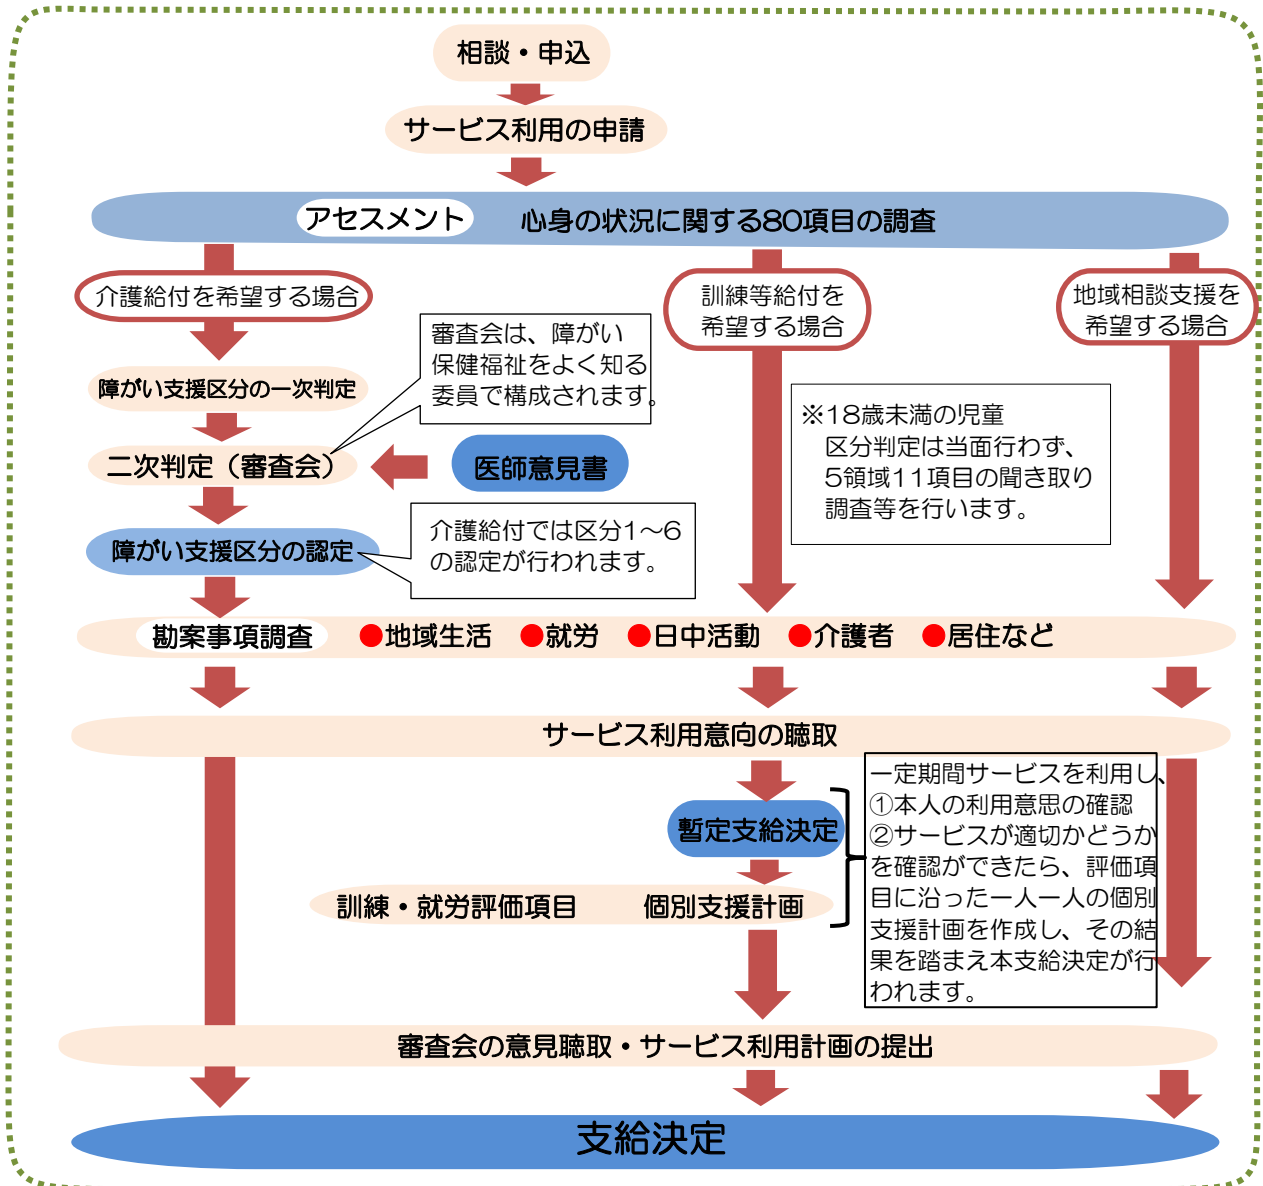 相談・申込
サービス利用の申請
アセスメント　心身の状況に関する80項目の調査
介護給付を希望する場合
訓練等給付を
希望する場合
地域相談支援を
希望する場合
審査会は、障がい
保健福祉をよく知る
委員で構成されます。
障がい支援区分の一次判定
※18歳未満の児童
区分判定は当面行わず、
5領域11項目の聞き取り
調査等を行います。
二次判定（審査会）
医師意見書
介護給付では区分1～6
の認定が行われます。
障がい支援区分の認定
勘案事項調査　●地域生活　●就労　●日中活動　●介護者　●居住など
サービス利用意向の聴取
暫定支給決定
一定期間サービスを利用し、
①本人の利用意思の確認
②サービスが適切かどうか
を確認ができたら、評価項
目に沿った一人一人の個別
支援計画を作成し、その結
果を踏まえ本支給決定が行
われます。
訓練・就労評価項目　個別支援計画
審査会の意見聴取・サービス利用計画の提出
支給決定